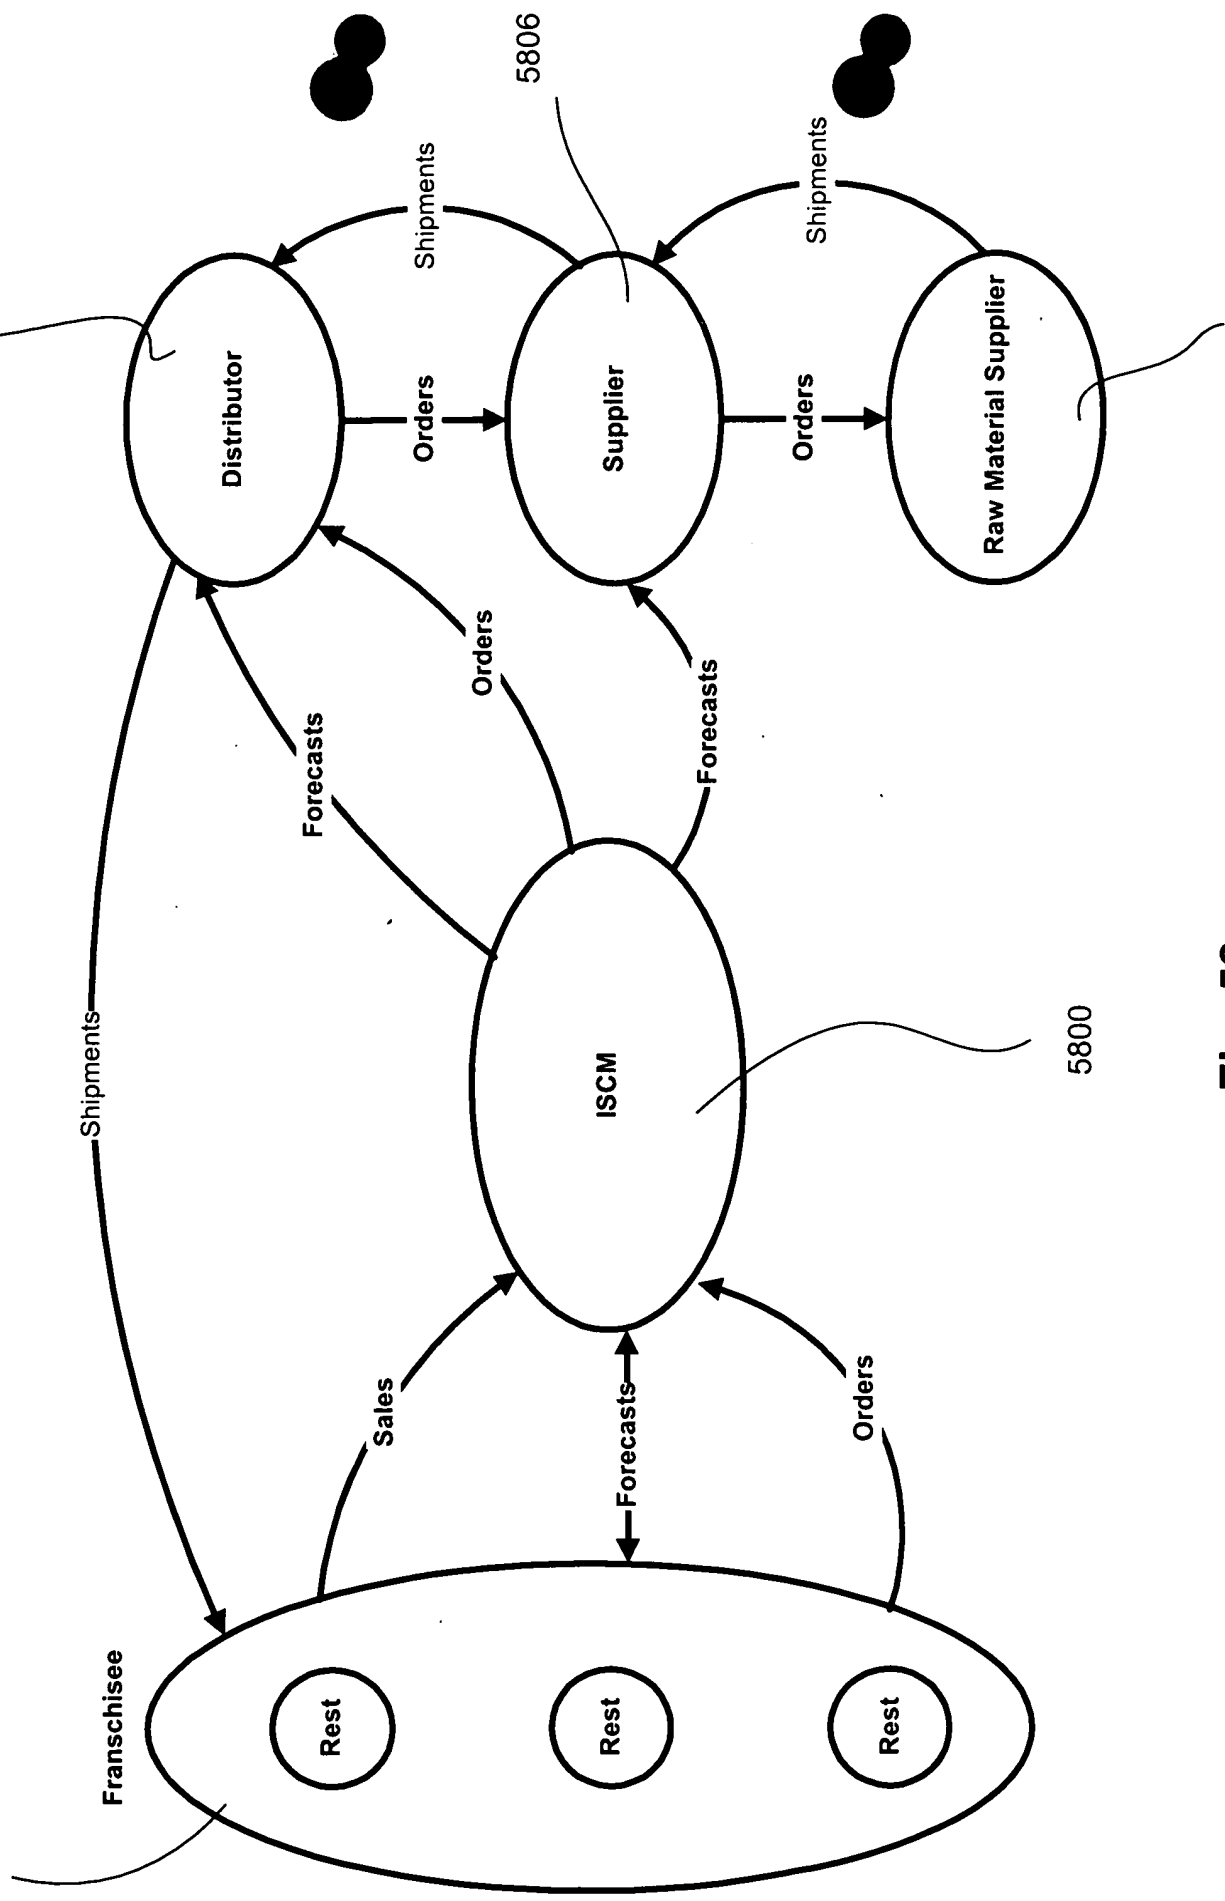 Franschisee
Rest
Rest
Rest
Shipments
Sales
Forecasts
Orders
ISCM
5800
Forecasts
Orders
Forecasts
Distributor
Orders
Supplier
Orders
Raw Material Supplier
Shipments
5806
Shipments